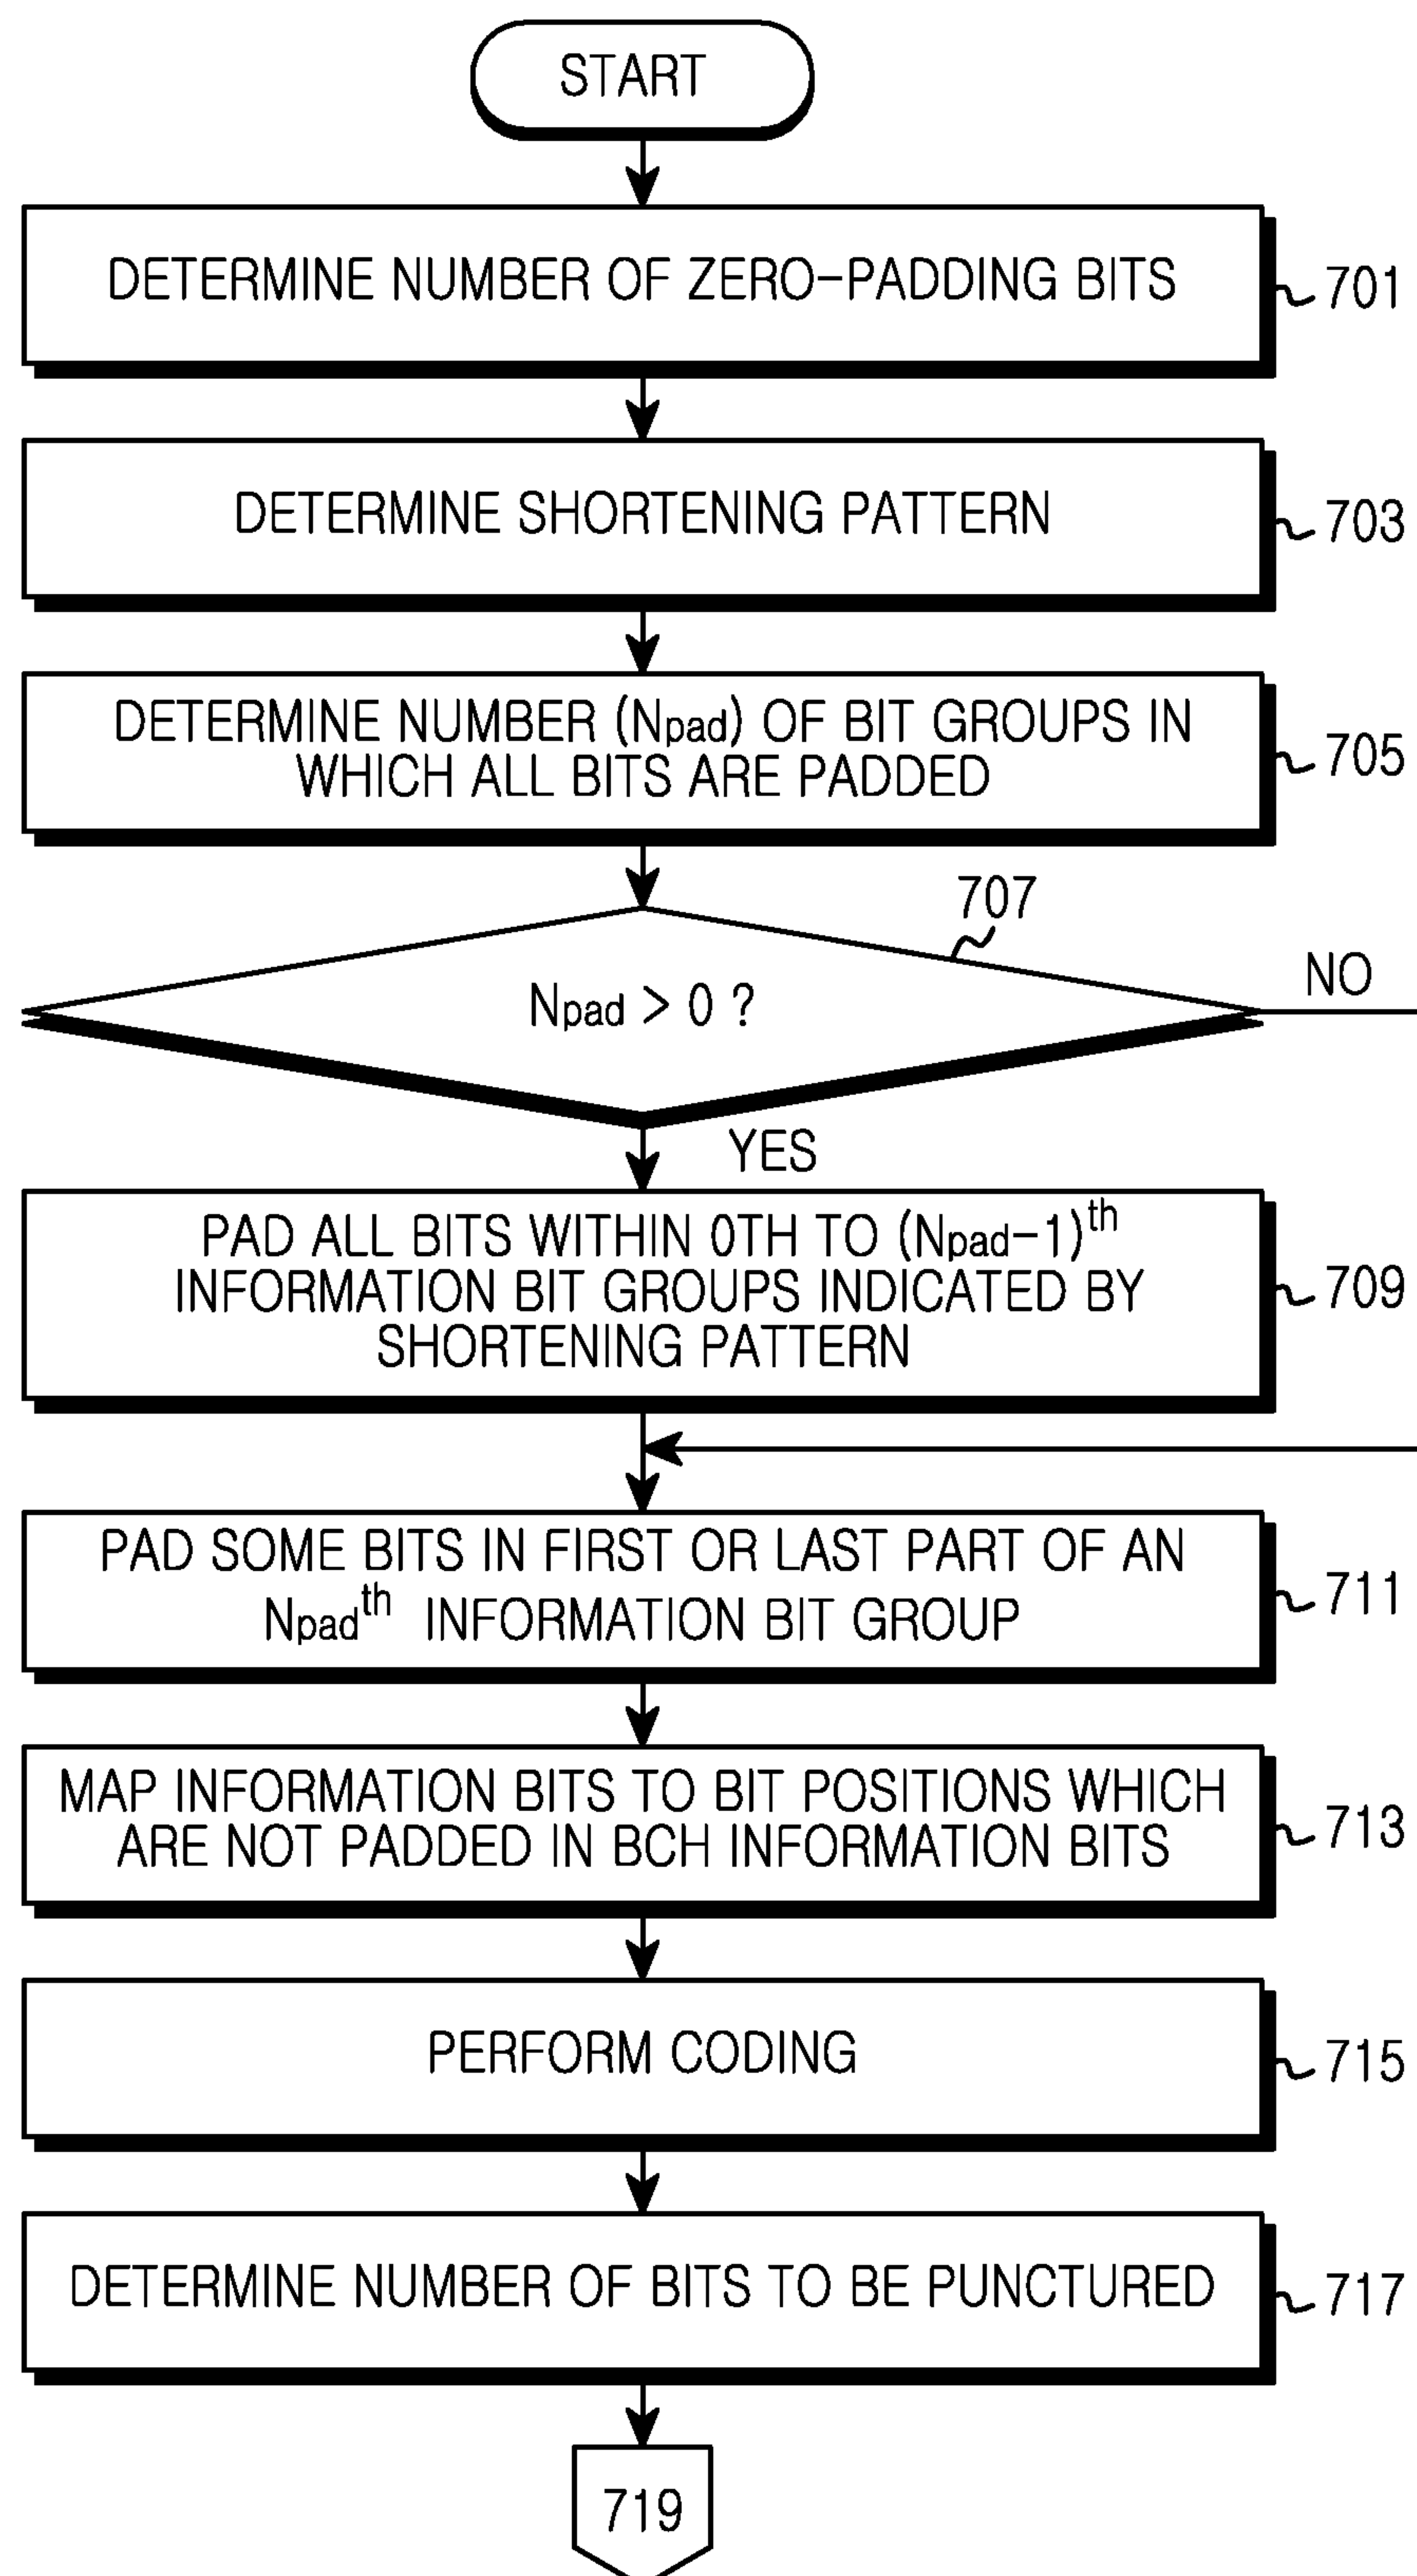 START
DETERMINE NUMBER OF ZERO-PADDING BITS
701
DETERMINE SHORTENING PATTERN
703
DETERMINE NUMBER (Npad) OF BIT GROUPS IN
WHICH ALL BITS ARE PADDED
705
707
Npad > 0 ?
NO
YES
PAD ALL BITS WITHIN 0TH TO (Npad-1)th
INFORMATION BIT GROUPS INDICATED BY
SHORTENING PATTERN
709
PAD SOME BITS IN FIRST OR LAST PART OF AN
Npadth INFORMATION BIT GROUP
711
MAP INFORMATION BITS TO BIT POSITIONS WHICH
ARE NOT PADDED IN BCH INFORMATION BITS
713
PERFORM CODING
715
DETERMINE NUMBER OF BITS TO BE PUNCTURED
717
719